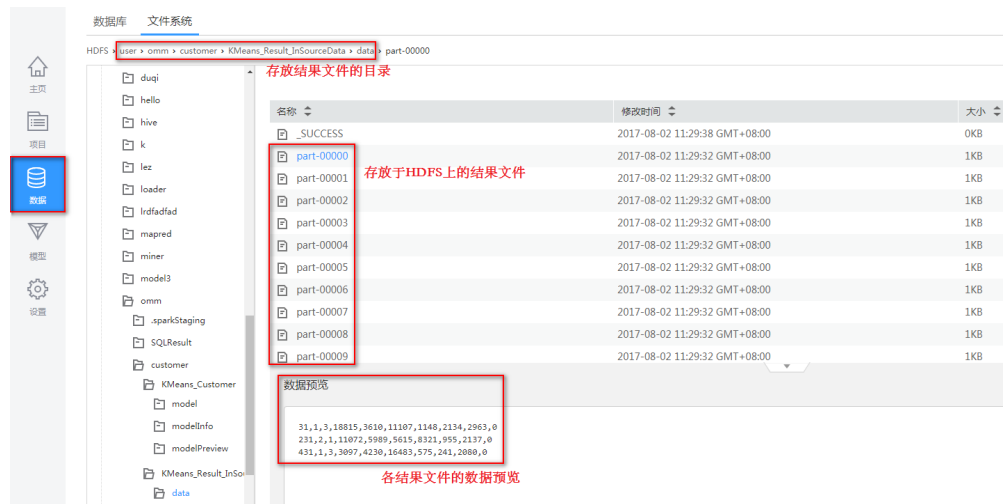 数据库 文件系统
HDFS › user › omm › customer › KMeans_Result_InSourceData › data › part-00000
存放结果文件的目录
主页
项目
数据
模型
设置
duqi
hello
hive
k
lez
loader
lrdfadfad
mapred
miner
model3
omm
.sparkStaging
SQLResult
customer
KMeans_Customer
model
modelInfo
modelPreview
KMeans_Result_InSou
data
名称 修改时间 大小
_SUCCESS 2017-08-02 11:29:38 GMT+08:00 0KB
part-00000 2017-08-02 11:29:32 GMT+08:00 1KB
part-00001 2017-08-02 11:29:32 GMT+08:00 1KB
part-00002 2017-08-02 11:29:32 GMT+08:00 1KB
part-00003 2017-08-02 11:29:32 GMT+08:00 1KB
part-00004 2017-08-02 11:29:32 GMT+08:00 1KB
part-00005 2017-08-02 11:29:32 GMT+08:00 1KB
part-00006 2017-08-02 11:29:32 GMT+08:00 1KB
part-00007 2017-08-02 11:29:32 GMT+08:00 1KB
part-00008 2017-08-02 11:29:32 GMT+08:00 1KB
part-00009 2017-08-02 11:29:32 GMT+08:00 1KB
存放于HDFS上的结果文件
数据预览
31,1,3,18815,3610,11107,1148,2134,2963,0
231,2,1,11072,5989,5615,8321,955,2137,0
431,1,3,3097,4230,16483,575,241,2080,0
各结果文件的数据预览